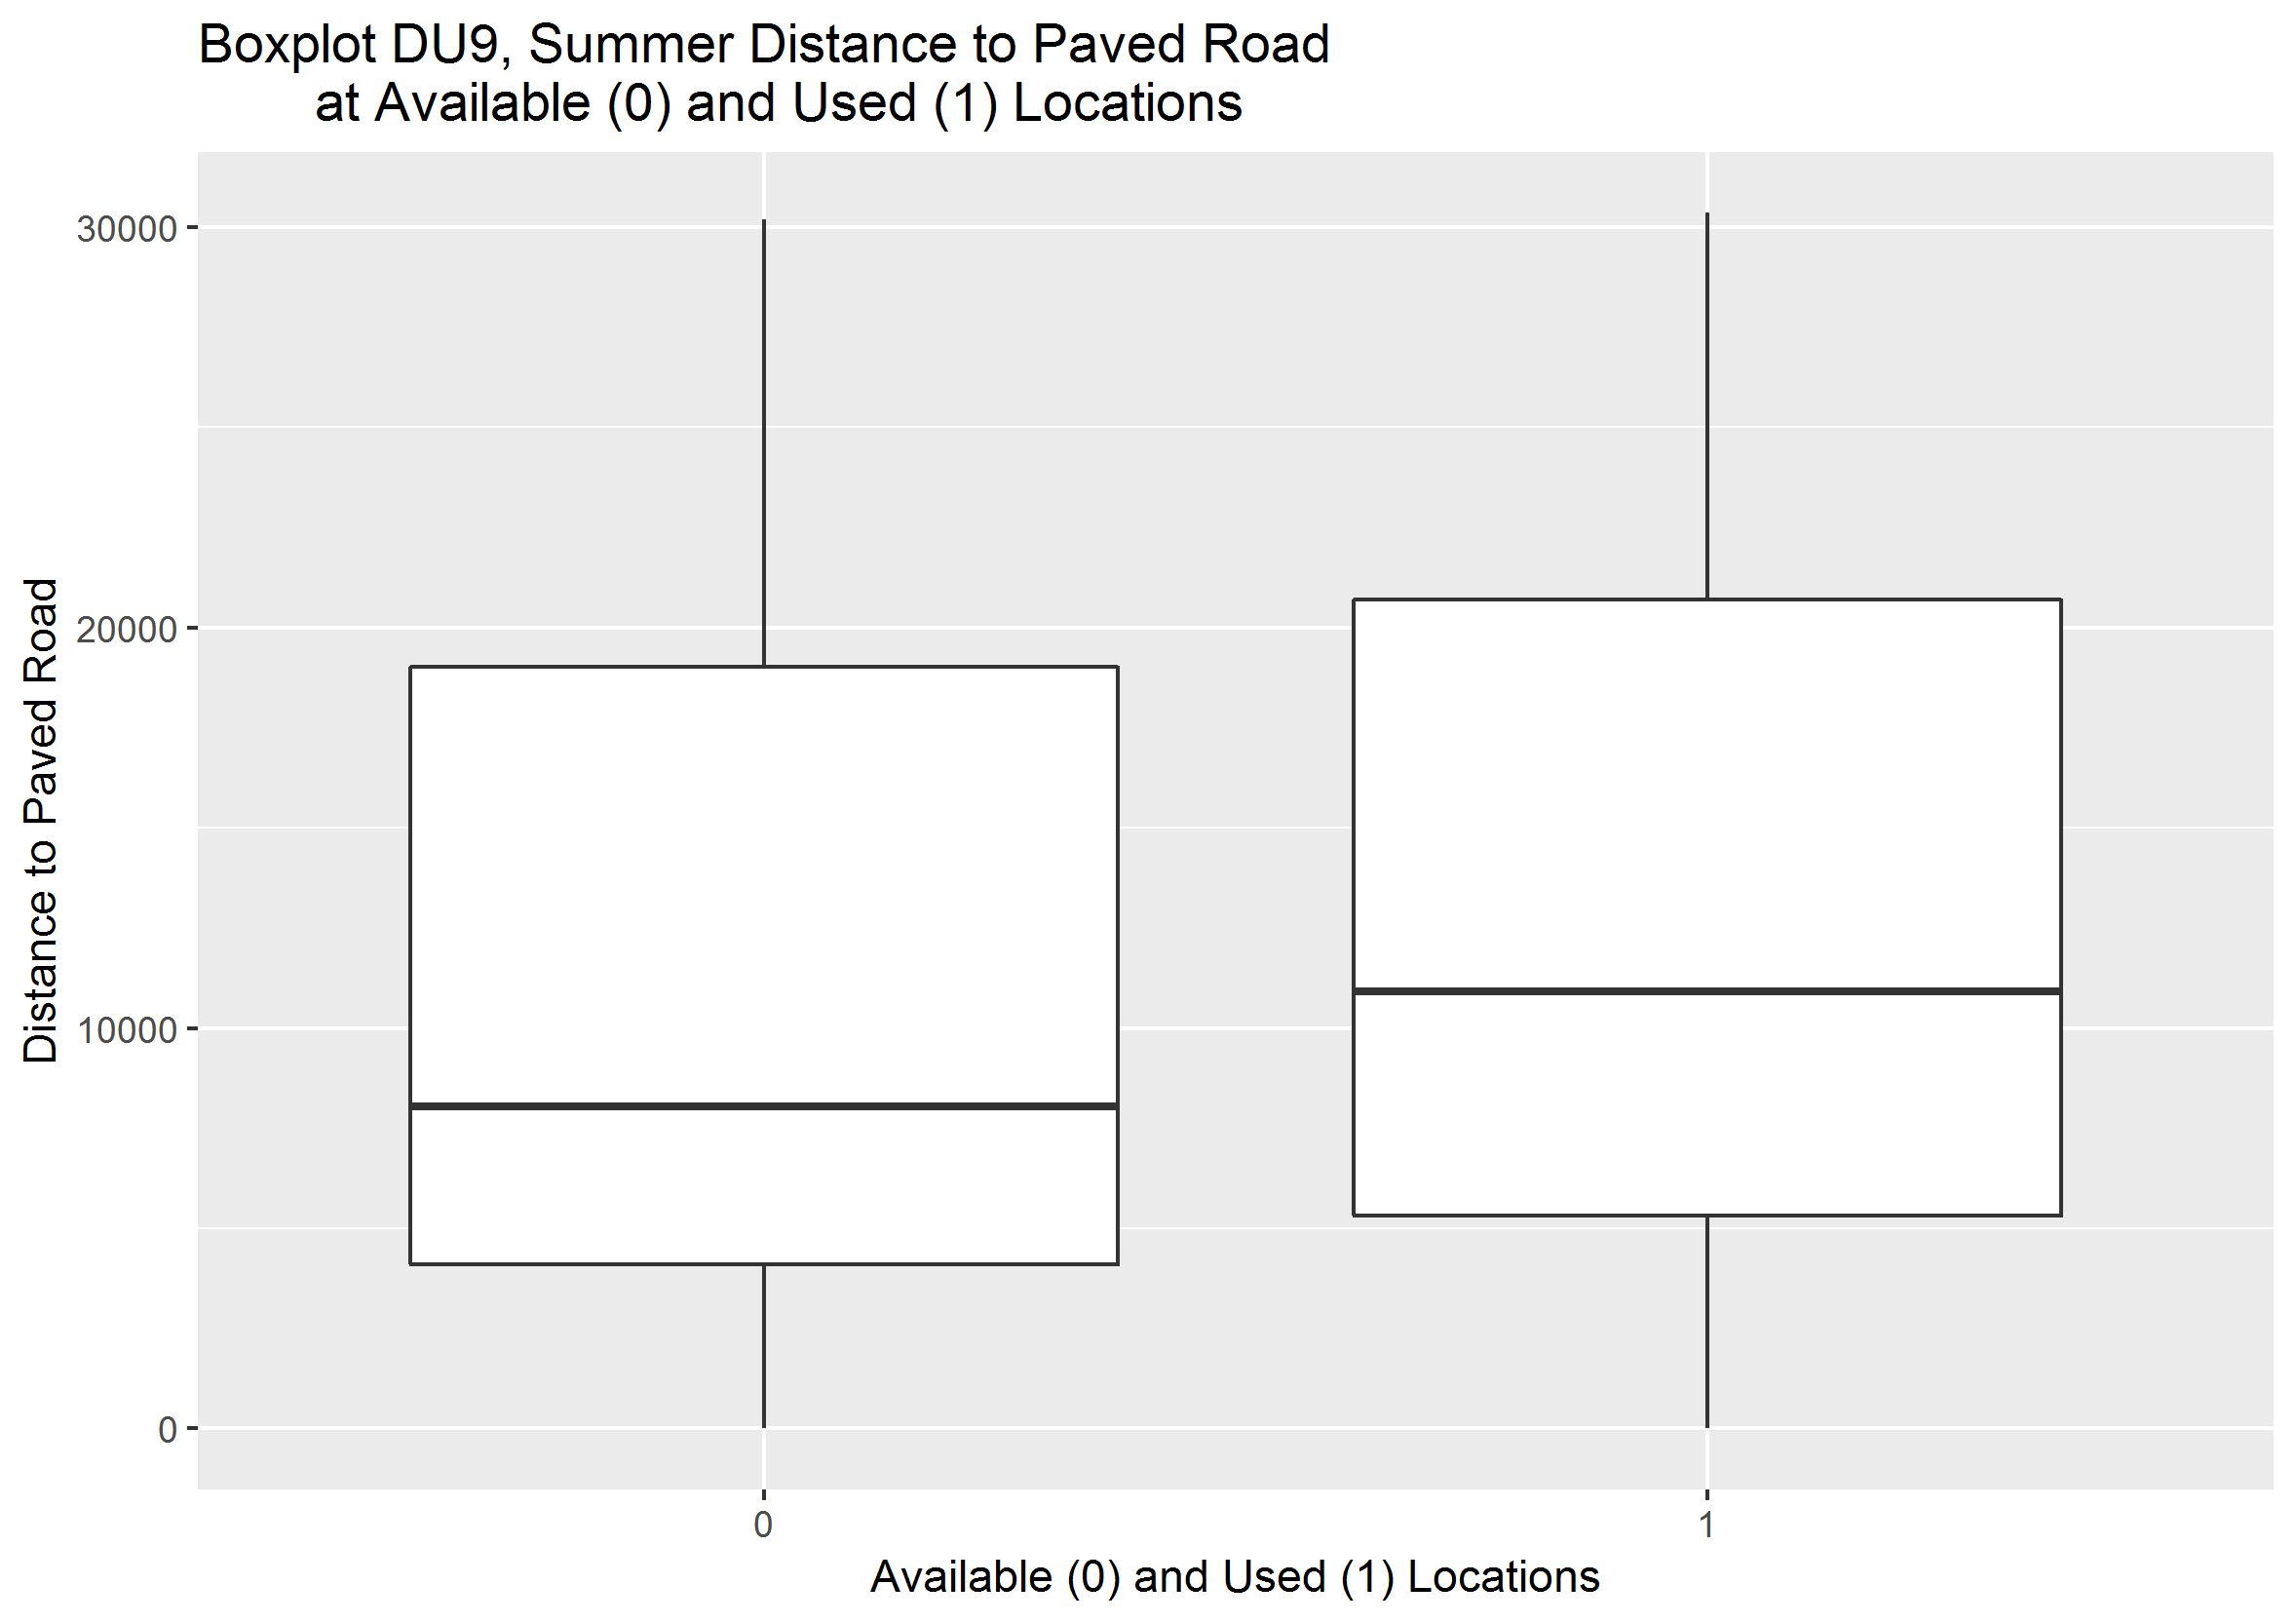 Boxplot DU9, Summer Distance to Paved Road
at Available (0) and Used (1) Locations
Distance to Paved Road
30000
20000
10000
0
0
1
Available (0) and Used (1) Locations